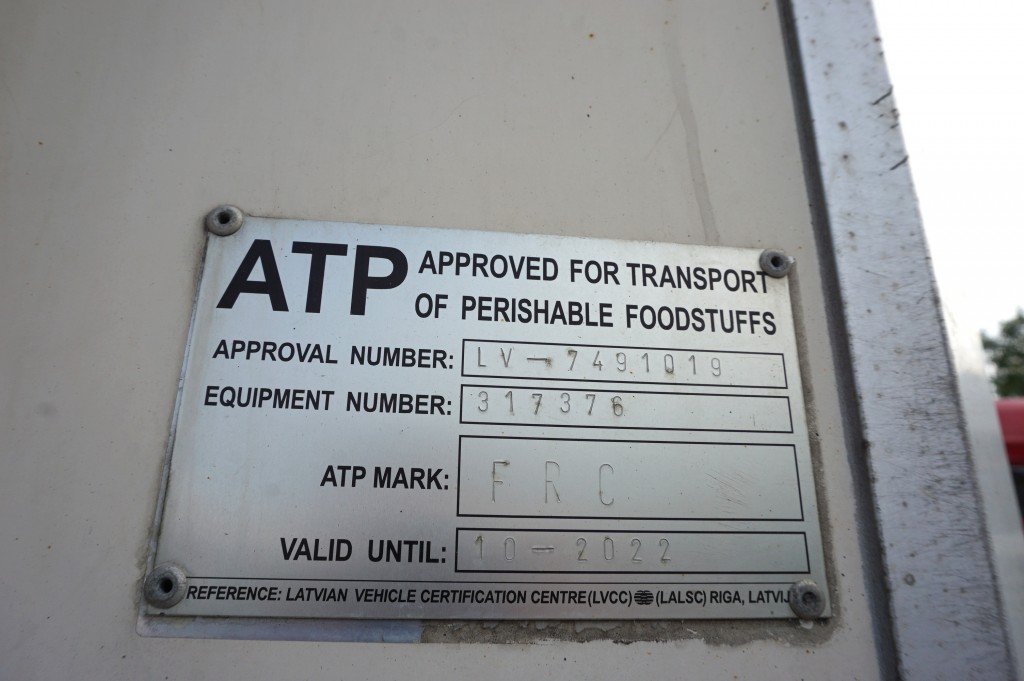 ATP APPROVED FOR TRANSPORT
OF PERISHABLE FOODSTUFFS
APPROVAL NUMBER: LV-7491019
EQUIPMENT NUMBER: 317376
ATP MARK: FRC
VALID UNTIL: 10-2022
REFERENCE: LATVIAN VEHICLE CERTIFICATION CENTRE (LVCC) (LALSC) RIGA, LATVIJ